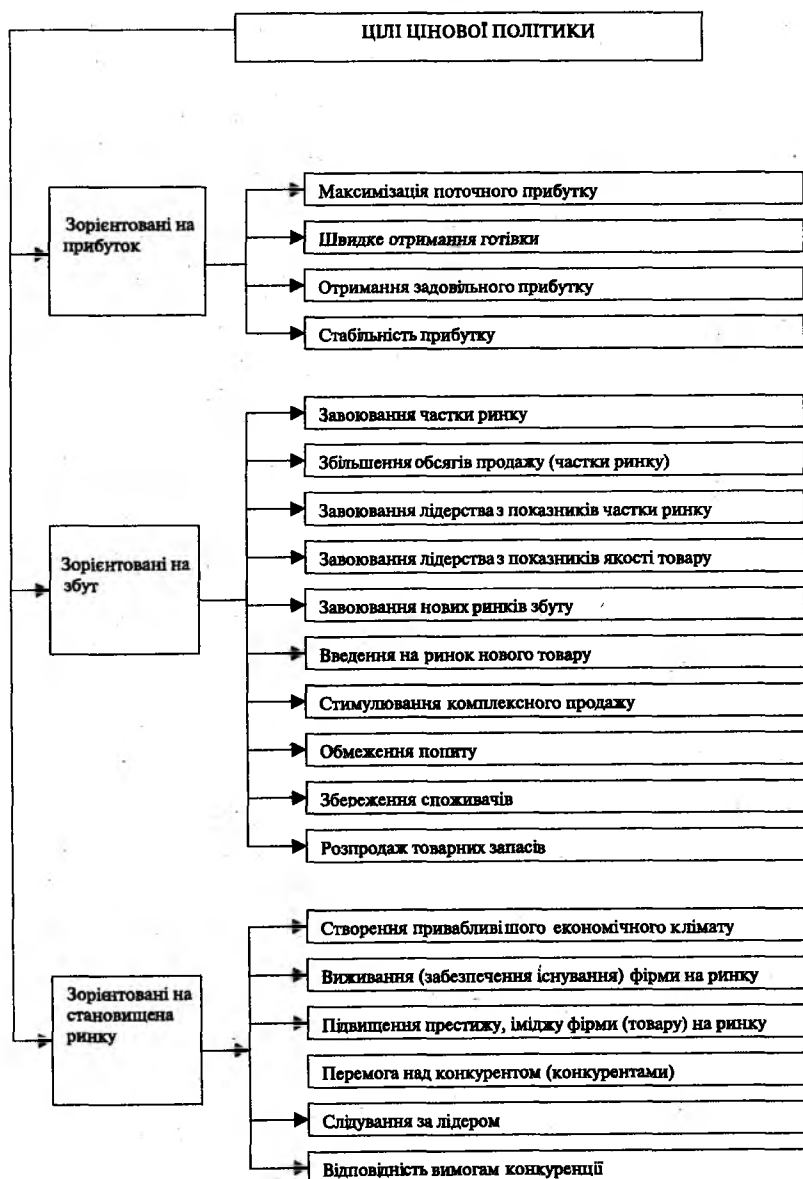 ЦІЛІ ЦІНОВОЇ ПОЛІТИКИ
Зорієнтовані на
прибуток
Максимізація поточного прибутку
Швидке отримання готівки
Отримання задовільного прибутку
Стабільність прибутку
Зорієнтовані на
збут
Завоювання частки ринку
Збільшення обсягів продажу (частки ринку)
Завоювання лідерства з показників частки ринку
Завоювання лідерства з показників якості товару
Завоювання нових ринків збуту
Введення на ринок нового товару
Стимулювання комплексного продажу
Обмеження попиту
Збереження споживачів
Розпродаж товарних запасів
Зорієнтовані на
становищена
ринку
Створення привабливішого економічного клімату
Виживання (забезпечення існування) фірми на ринку
Підвищення престижу, іміджу фірми (товару) на ринку
Перемога над конкурентом (конкурентами)
Слідування за лідером
Відповідність вимогам конкуренції